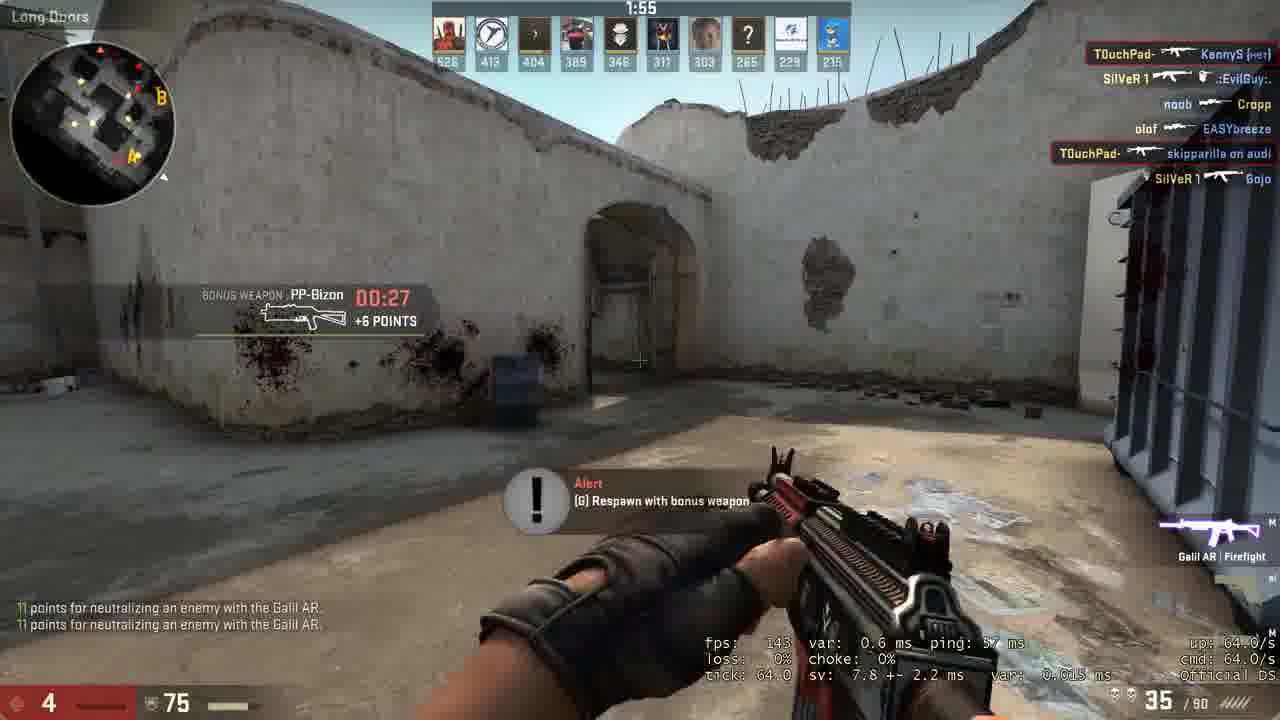 Long Doors
1:55
526 413 404 389 346 311 303 265 229 215
B
A
T0uchPad- KennyS
SilVeR 1 .:EvilGuy:.
noob Crapp
olof EASYbreeze
T0uchPad- skipparilla on audi
SilVeR 1 Gojo
BONUS WEAPON PP-Bizon 00:27
+6 POINTS
Alert
[G] Respawn with bonus weapon
Galil AR | Firefight
11 points for neutralizing an enemy with the Galil AR.
11 points for neutralizing an enemy with the Galil AR.
fps: 143 var: 0.6 ms ping: 57 ms
loss: 0% choke: 0%
tick: 64.0 sv: 7.8 +- 2.2 ms var: 0.015 ms
up: 64.0/s
cmd: 64.0/s
Official DS
4 75
35 / 90